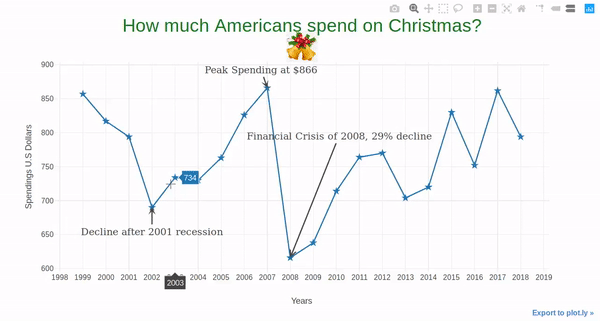 How much Americans spend on Christmas?
Peak Spending at $866
Financial Crisis of 2008, 29% decline
Decline after 2001 recession
734
2003
900
850
800
750
700
650
600
Spendings U.S Dollars
1998 1999 2000 2001 2002 2004 2005 2006 2007 2008 2009 2010 2011 2012 2013 2014 2015 2016 2017 2018 2019
Years
Export to plot.ly »